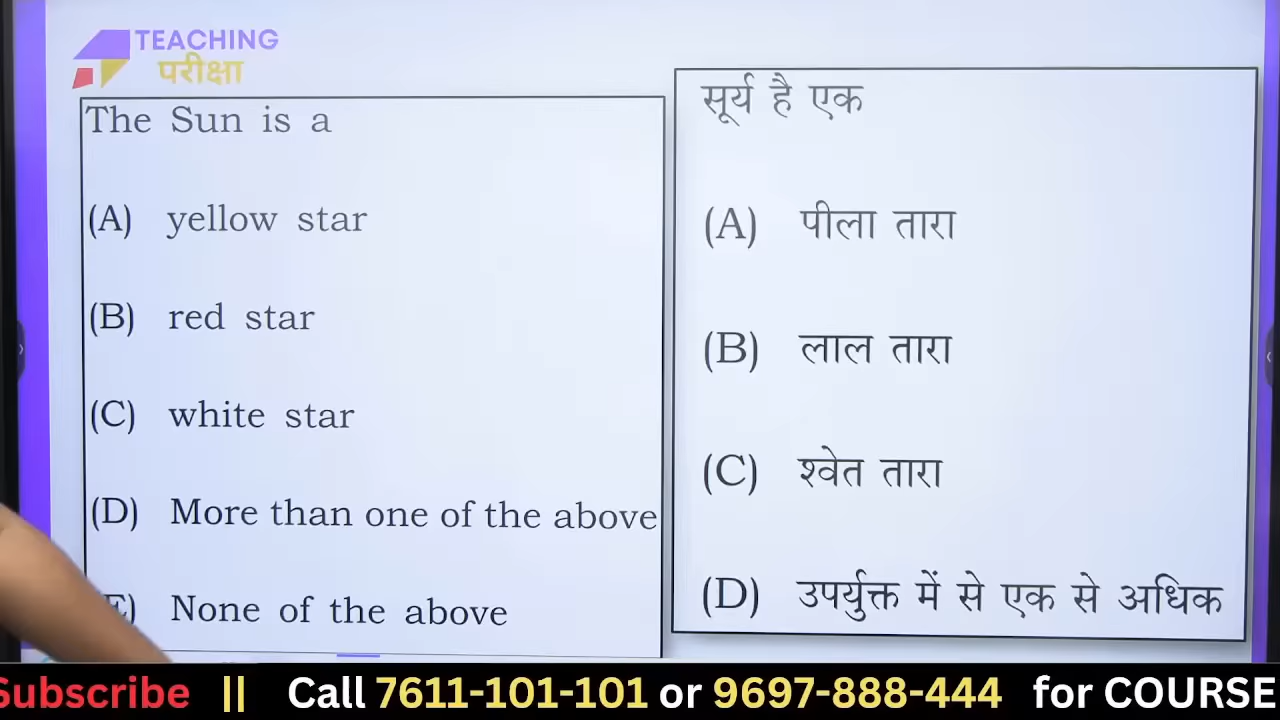 TEACHING
परीक्षा
The Sun is a
(A) yellow star
(B) red star
(C) white star
(D) More than one of the above
E) None of the above
सूर्य है एक
(A) पीला तारा
(B) लाल तारा
(C) श्वेत तारा
(D) उपर्युक्त में से एक से अधिक
Subscribe || Call 7611-101-101 or 9697-888-444 for COURSE